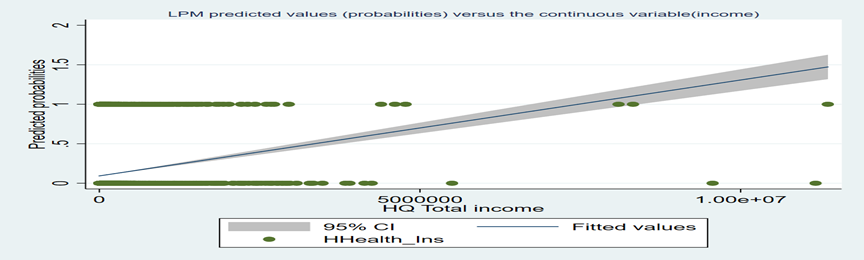 LPM predicted values (probabilities) versus the continuous variable(income)
Predicted probabilities
2
1.5
1
.5
0
0
5000000
1.00e+07
HQ Total income
95% CI
Fitted values
HHealth_Ins